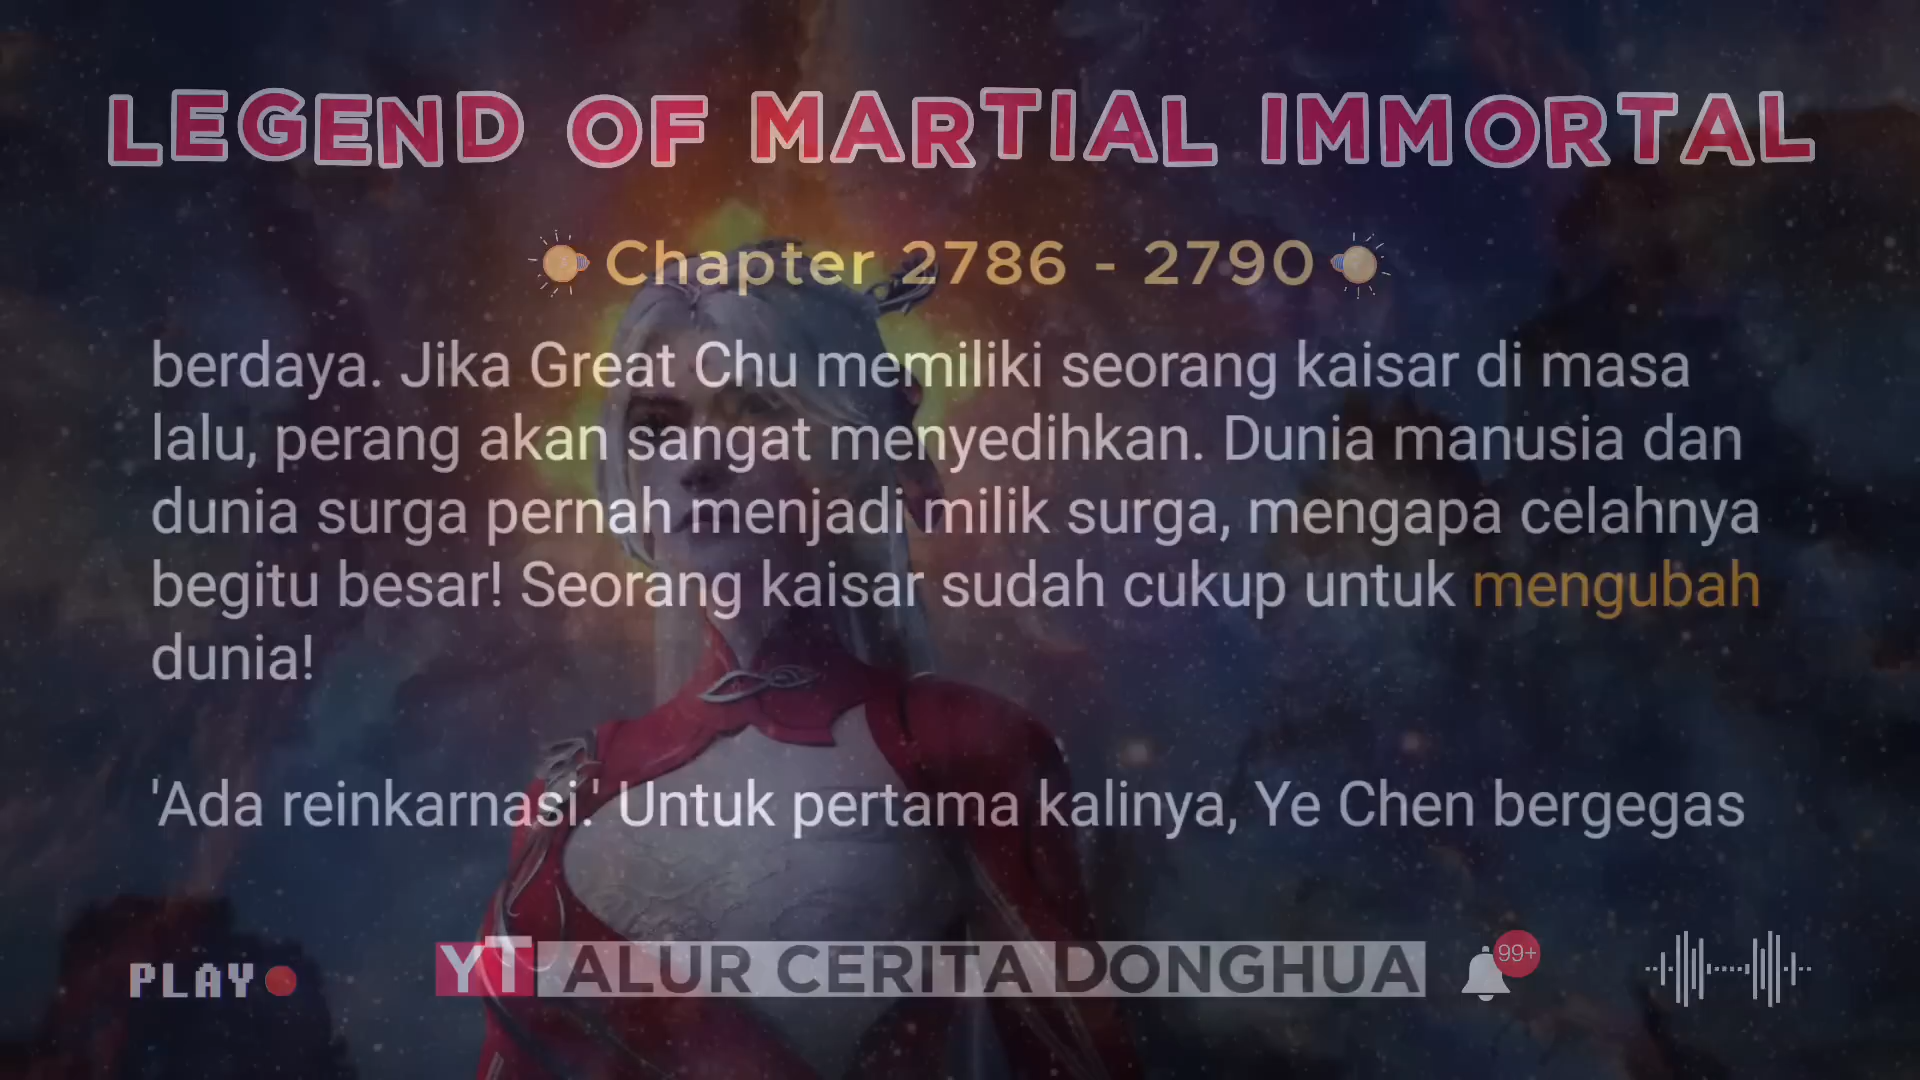 LEGEND OF MARTIAL IMMORTAL
Chapter 2786 - 2790
berdaya. Jika Great Chu memiliki seorang kaisar di masa
lalu, perang akan sangat menyedihkan. Dunia manusia dan
dunia surga pernah menjadi milik surga, mengapa celahnya
begitu besar! Seorang kaisar sudah cukup untuk mengubah
dunia!
'Ada reinkarnasi.' Untuk pertama kalinya, Ye Chen bergegas
PLAY
YT ALUR CERITA DONGHUA
99+